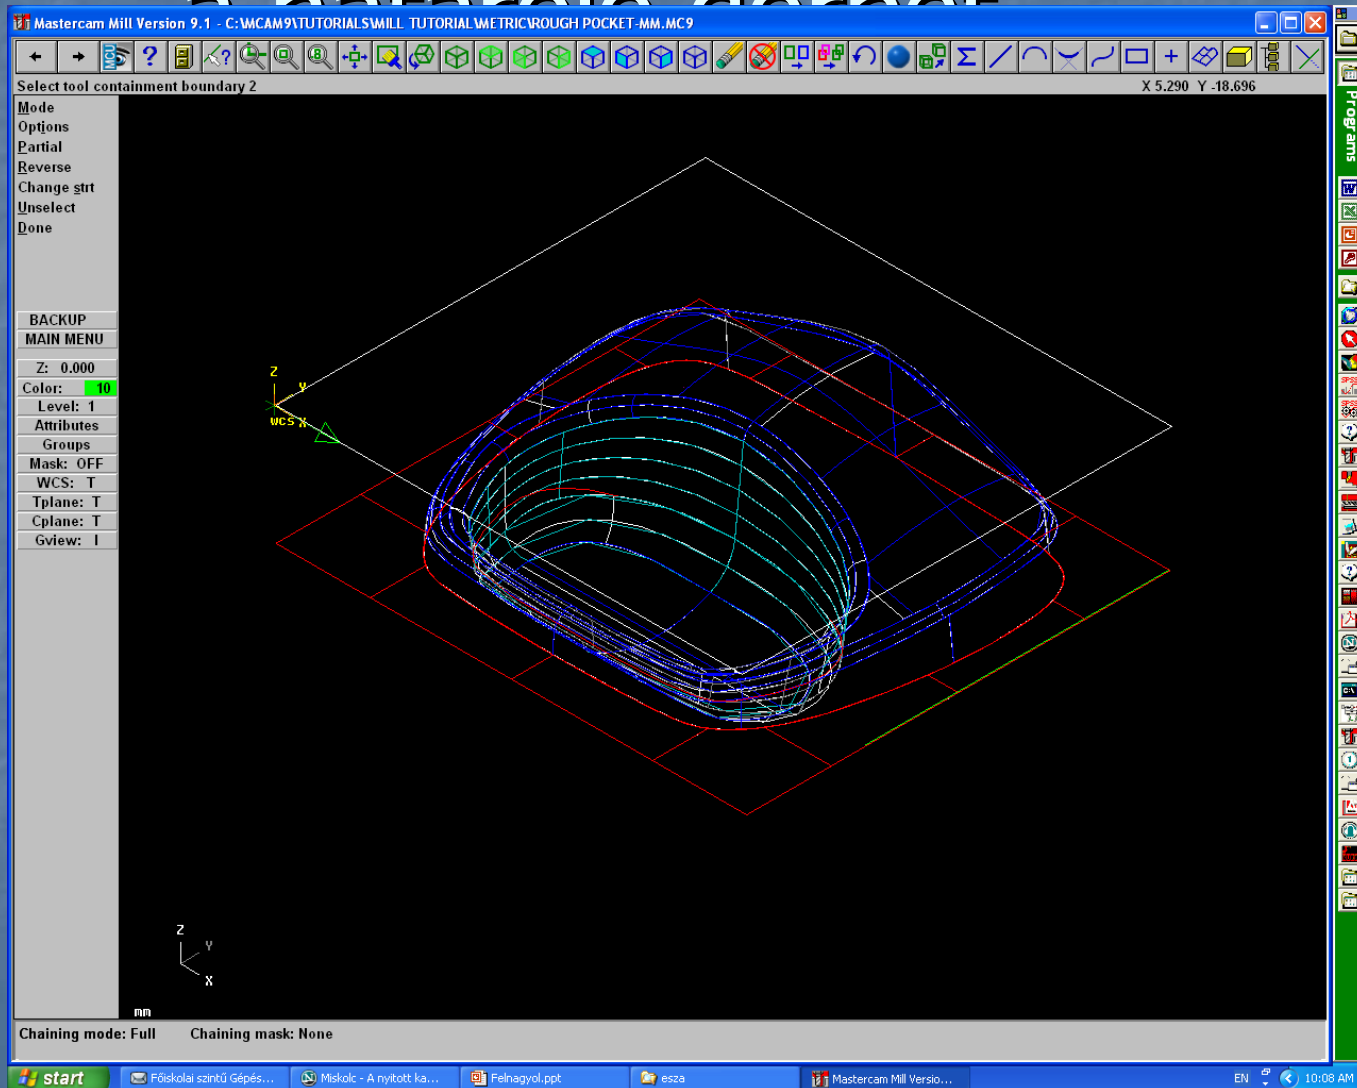 Mastercam Mill Version 9.1 - C:\MCAM9\TUTORIALS\MILL TUTORIAL\METRIC\ROUGH POCKET-MM.MC9
Select tool containment boundary 2
X 5.290 Y -18.696
Mode
Options
Partial
Reverse
Change strt
Unselect
Done
BACKUP
MAIN MENU
Z: 0.000
Color: 10
Level: 1
Attributes
Groups
Mask: OFF
WCS: T
Tplane: T
Cplane: T
Gview: I
Z
Y
WCS X
Z
Y
X
mm
Chaining mode: Full Chaining mask: None
Programs
start
Főiskolai szintű Gépés...
Miskolc - A nyitott ka...
Felnagyol.ppt
esza
Mastercam Mill Versio...
EN
10:08 AM